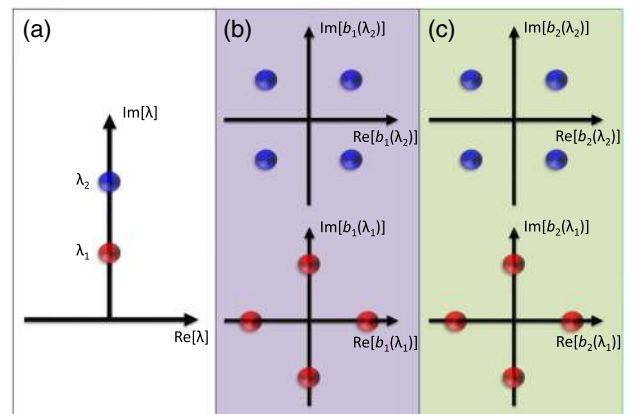 (a)
Im[λ]
λ₂
λ₁
Re[λ]
(b)
Im[b₁(λ₂)]
Re[b₁(λ₂)]
Im[b₁(λ₁)]
Re[b₁(λ₁)]
(c)
Im[b₂(λ₂)]
Re[b₂(λ₂)]
Im[b₂(λ₁)]
Re[b₂(λ₁)]